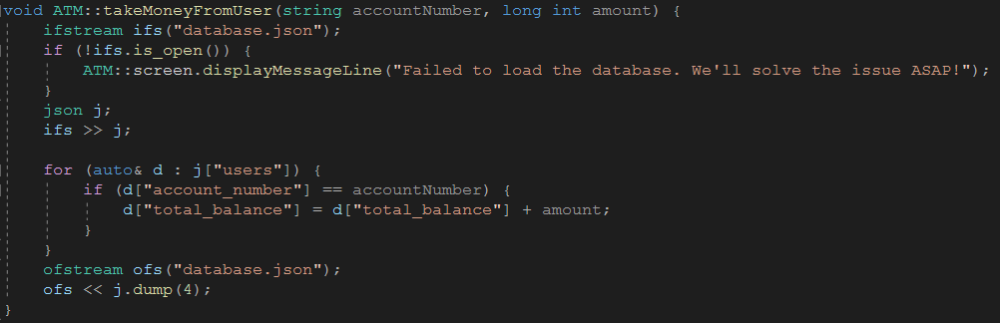 void ATM::takeMoneyFromUser(string accountNumber, long int amount) {
    ifstream ifs("database.json");
    if (!ifs.is_open()) {
        ATM::screen.displayMessageLine("Failed to load the database. We'll solve the issue ASAP!");
    }
    json j;
    ifs >> j;

    for (auto& d : j["users"]) {
        if (d["account_number"] == accountNumber) {
            d["total_balance"] = d["total_balance"] + amount;
        }
    }
    ofstream ofs("database.json");
    ofs << j.dump(4);
}